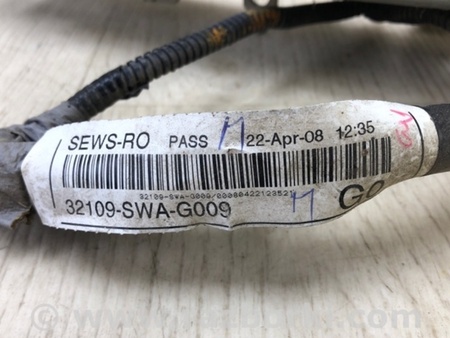 SEWS-RO PASS M 22-Apr-08 12:35
32109-SWA-G009
M
GO